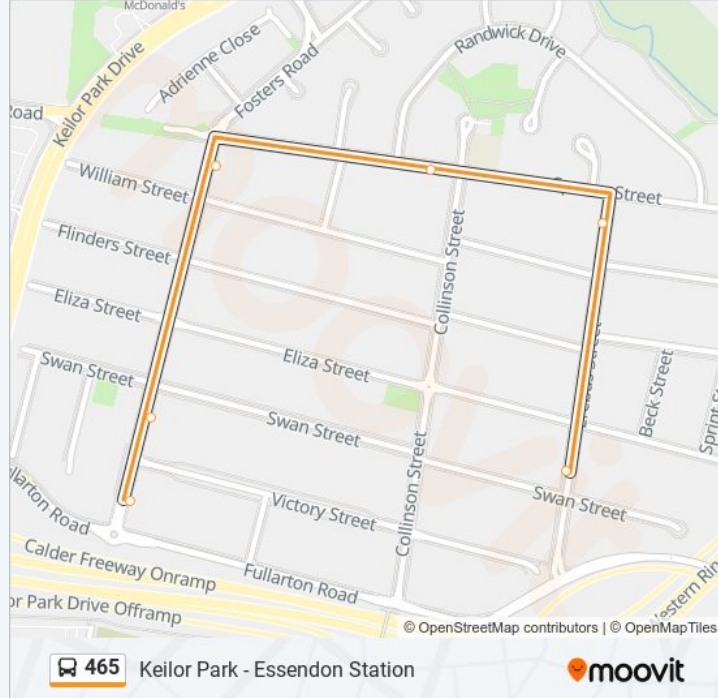 McDonald's
Adrienne Close
Fosters Road
Randwick Drive
Road
Keilor Park Drive
William Street
Street
Flinders Street
Collinson Street
Eliza Street
Eliza Street
Swan Street
Beck Street
Swan Street
Collinson Street
Swan Street
Victory Street
Fullarton Road
Calder Freeway Onramp
Fullarton Road
or Park Drive Offramp
Western Rin
© OpenStreetMap contributors | © OpenMapTiles
465 Keilor Park - Essendon Station
moovit